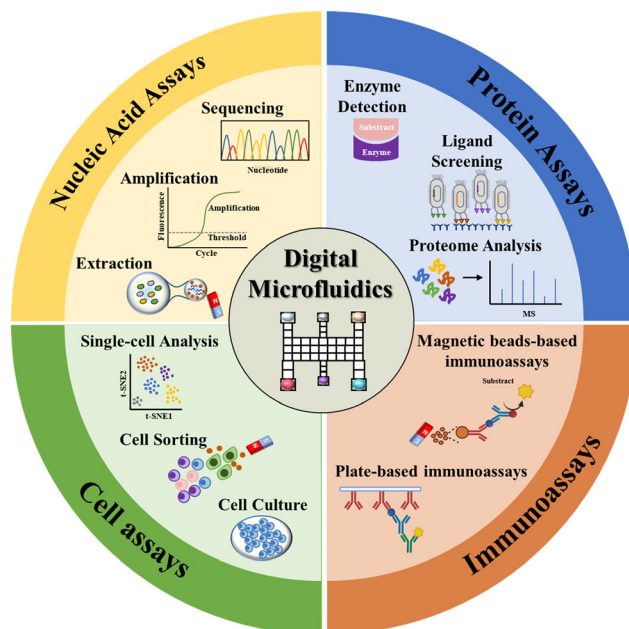 Nucleic Acid Assays
Sequencing
Nucleotide
Amplification
Fluorescence
Amplification
Threshold
Cycle
Extraction
N
S
Protein Assays
Enzyme
Detection
Substract
Enzyme
Ligand
Screening
Proteome Analysis
MS
Digital
Microfluidics
Cell assays
Single-cell Analysis
t-SNE2
t-SNE1
Cell Sorting
N
S
Cell Culture
Immunoassays
Magnetic beads-based
immunoassays
Substract
N
S
Plate-based immunoassays